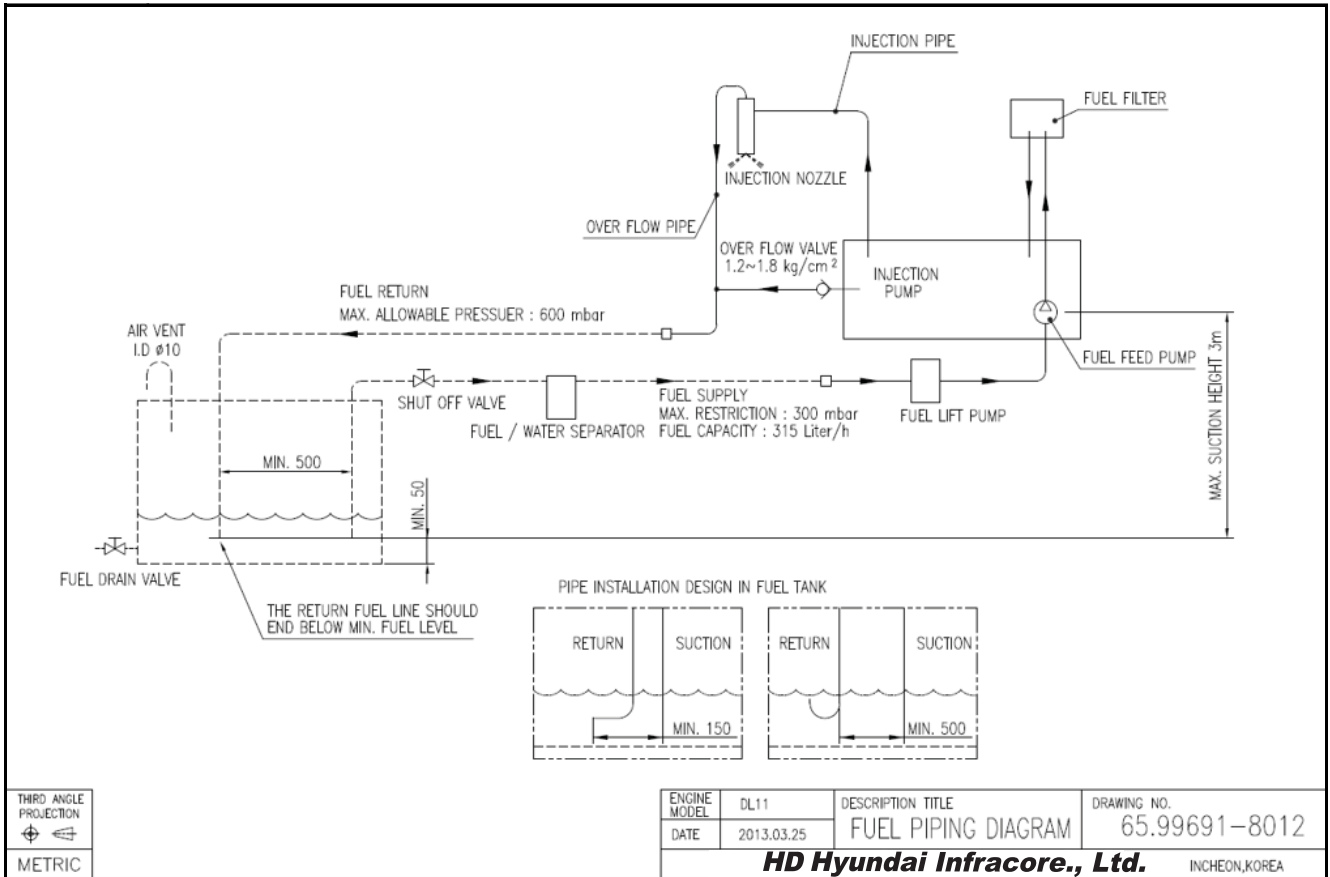 INJECTION PIPE
FUEL FILTER
INJECTION NOZZLE
OVER FLOW PIPE
OVER FLOW VALVE
1.2~1.8 kg/cm²
INJECTION
PUMP
FUEL RETURN
MAX. ALLOWABLE PRESSUER : 600 mbar
AIR VENT
I.D ø10
FUEL FEED PUMP
MAX. SUCTION HEIGHT 3m
SHUT OFF VALVE
FUEL / WATER SEPARATOR
FUEL SUPPLY
MAX. RESTRICTION : 300 mbar
FUEL CAPACITY : 315 Liter/h
FUEL LIFT PUMP
MIN. 500
MIN. 50
FUEL DRAIN VALVE
THE RETURN FUEL LINE SHOULD
END BELOW MIN. FUEL LEVEL
PIPE INSTALLATION DESIGN IN FUEL TANK
RETURN
SUCTION
MIN. 150
RETURN
SUCTION
MIN. 500
THIRD ANGLE
PROJECTION
METRIC
ENGINE
MODEL
DL11
DESCRIPTION TITLE
DRAWING NO.
DATE
2013.03.25
FUEL PIPING DIAGRAM
65.99691-8012
HD Hyundai Infracore., Ltd.
INCHEON,KOREA